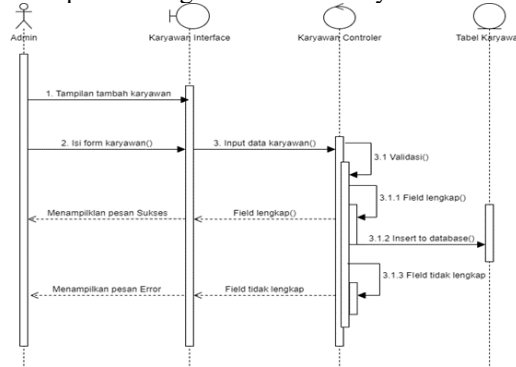 Admin
Karyawan Interface
Karyawan Controler
Tabel Karyawa
1. Tampilan tambah karyawan
2. Isi form karyawan()
3. Input data karyawan()
3.1 Validasi()
3.1.1 Field lengkap()
Menampilklan pesan Sukses
Field lengkap()
3.1.2 Insert to database()
3.1.3 Field tidak lengkap
Menampilkan pesan Error
Field tidak lengkap